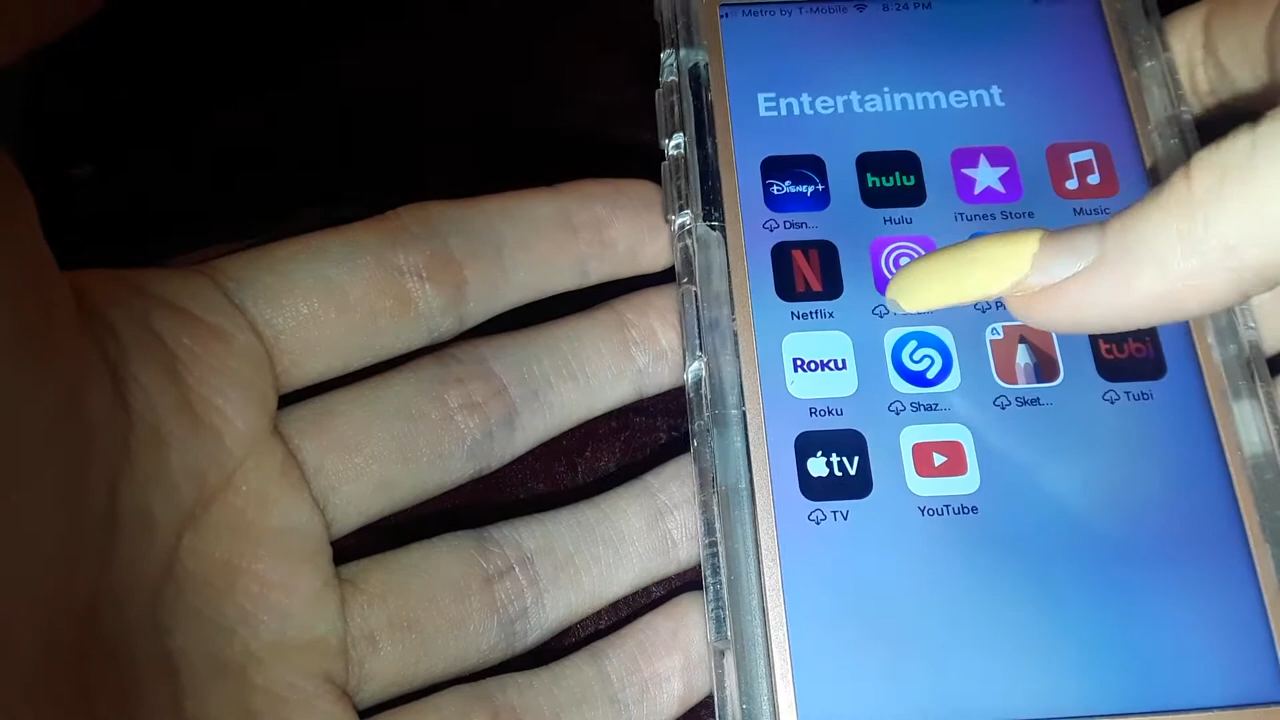 Metro by T-Mobile 8:24 PM
Entertainment
Disney+ hulu
Disn... Hulu iTunes Store Music
N
Netflix
Roku A tubi
Roku Shaz... Sket... Tubi
tv
TV YouTube